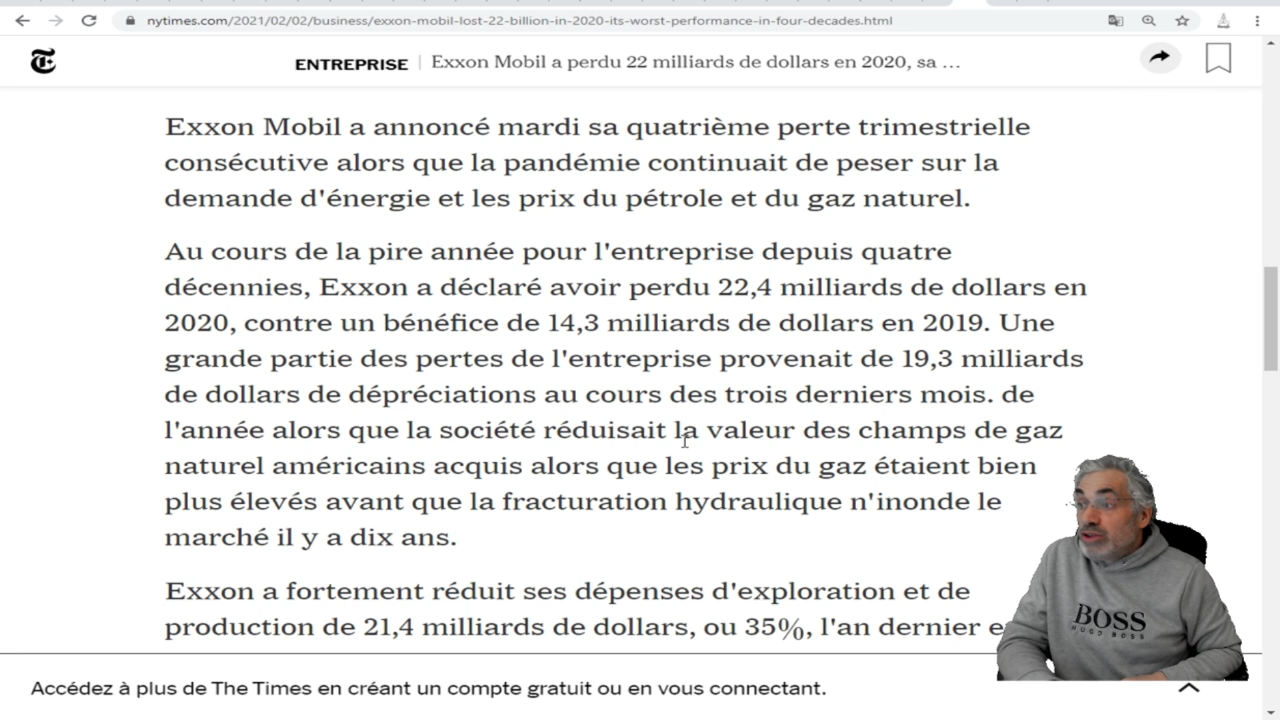 nytimes.com/2021/02/02/business/exxon-mobil-lost-22-billion-in-2020-its-worst-performance-in-four-decades.html
ENTREPRISE | Exxon Mobil a perdu 22 milliards de dollars en 2020, sa ...
Exxon Mobil a annoncé mardi sa quatrième perte trimestrielle
consécutive alors que la pandémie continuait de peser sur la
demande d'énergie et les prix du pétrole et du gaz naturel.
Au cours de la pire année pour l'entreprise depuis quatre
décennies, Exxon a déclaré avoir perdu 22,4 milliards de dollars en
2020, contre un bénéfice de 14,3 milliards de dollars en 2019. Une
grande partie des pertes de l'entreprise provenait de 19,3 milliards
de dollars de dépréciations au cours des trois derniers mois. de
l'année alors que la société réduisait la valeur des champs de gaz
naturel américains acquis alors que les prix du gaz étaient bien
plus élevés avant que la fracturation hydraulique n'inonde le
marché il y a dix ans.
Exxon a fortement réduit ses dépenses d'exploration et de
production de 21,4 milliards de dollars, ou 35%, l'an dernier
BOSS
HUGO BOSS
Accédez à plus de The Times en créant un compte gratuit ou en vous connectant.